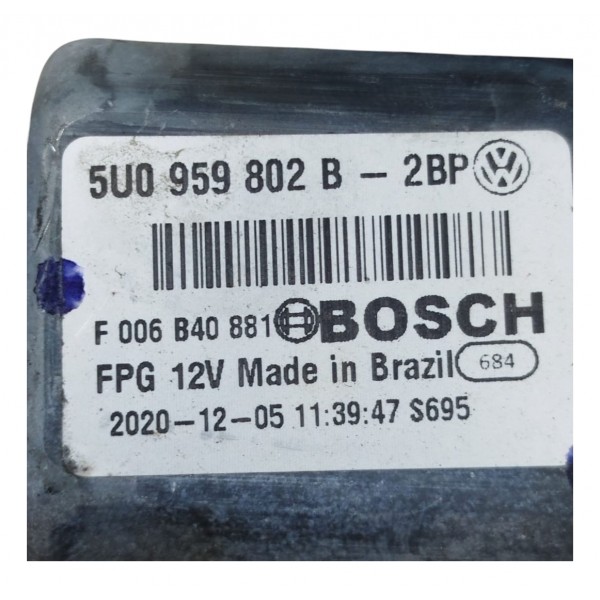 5U0 959 802 B - 2BP
F 006 B40 881 BOSCH
FPG 12V Made in Brazil 684
2020-12-05 11:39:47 S695